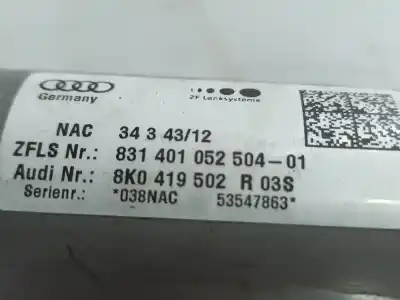 Germany
ZF Lenksysteme
NAC 34 3 43/12
ZFLS Nr.: 831 401 052 504-01
Audi Nr.: 8K0 419 502 R 03S
Serienr.: *038NAC 53547863*